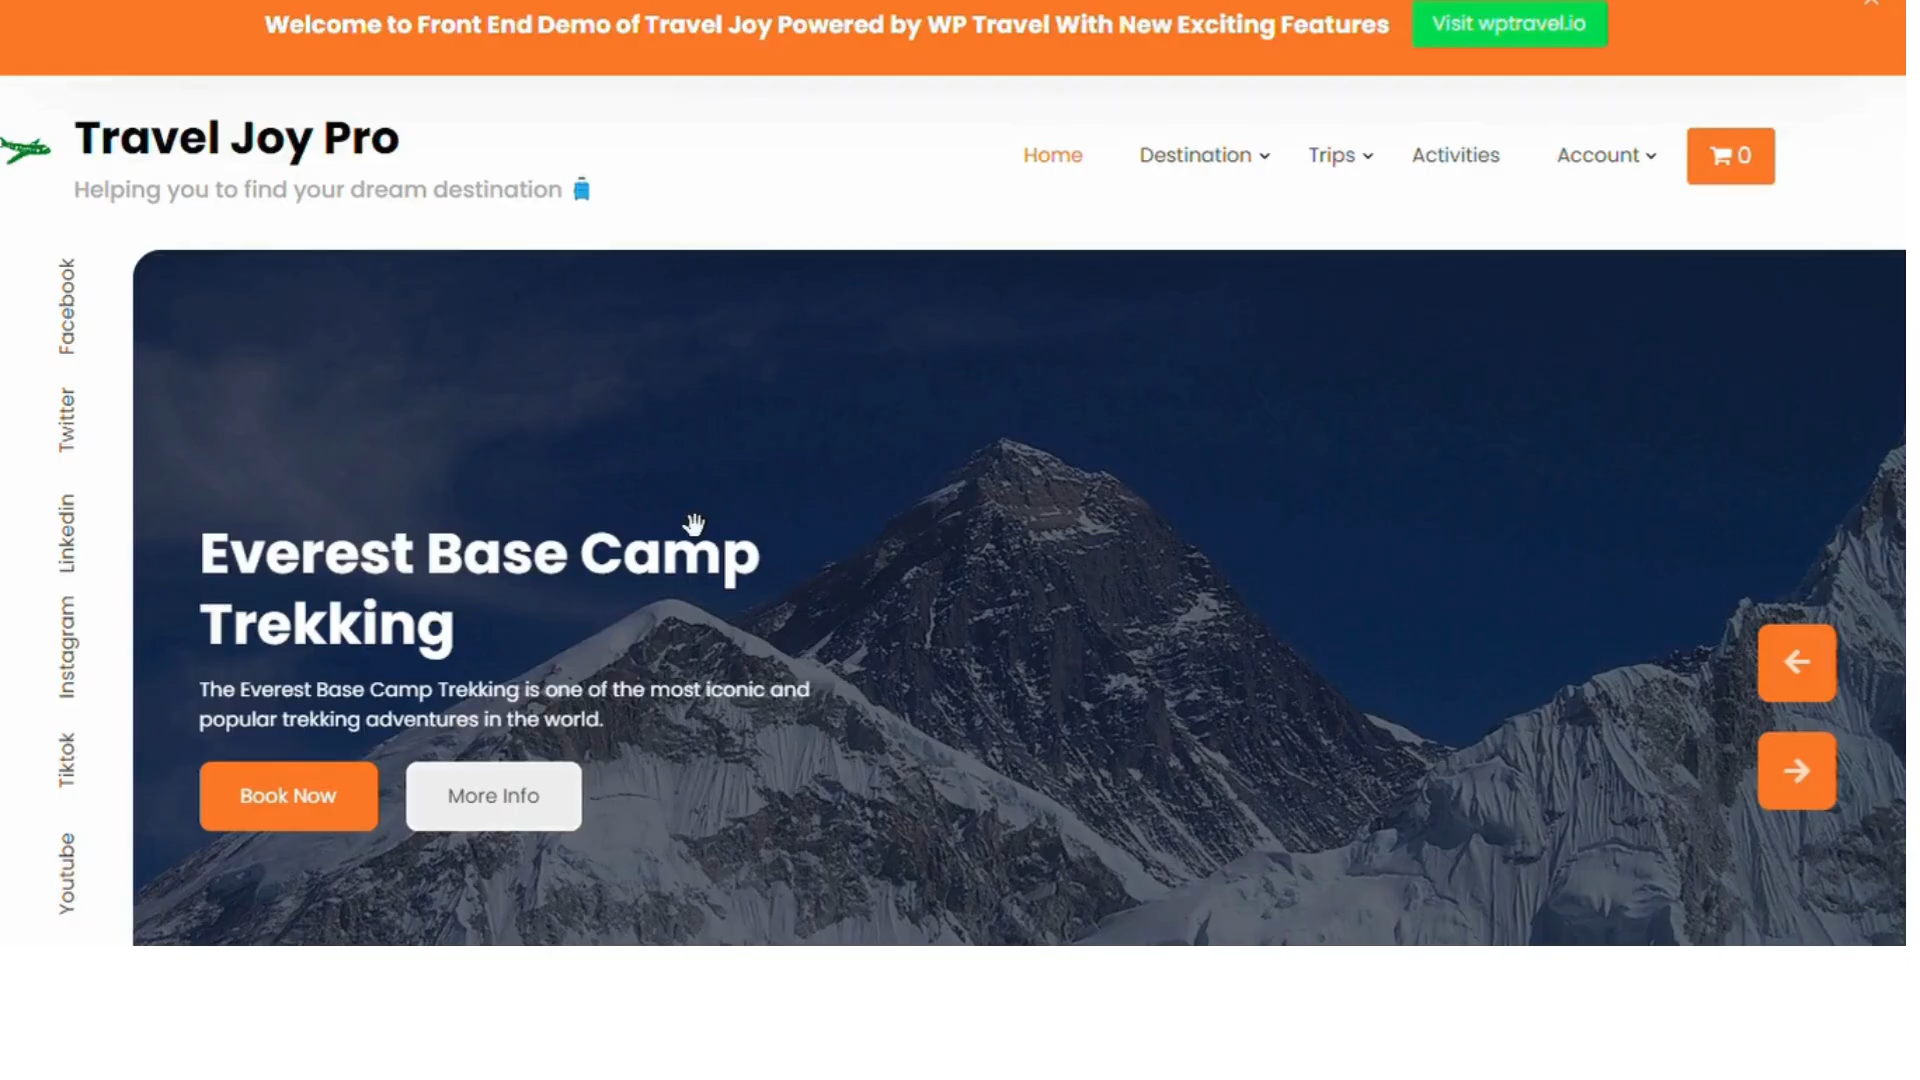 Welcome to Front End Demo of Travel Joy Powered by WP Travel With New Exciting Features
Visit wptravel.io
Travel Joy Pro
Helping you to find your dream destination
Home
Destination
Trips
Activities
Account
0
Facebook
Twitter
Linkedin
Instagram
Tiktok
Youtube
Everest Base Camp
Trekking
The Everest Base Camp Trekking is one of the most iconic and
popular trekking adventures in the world.
Book Now
More Info